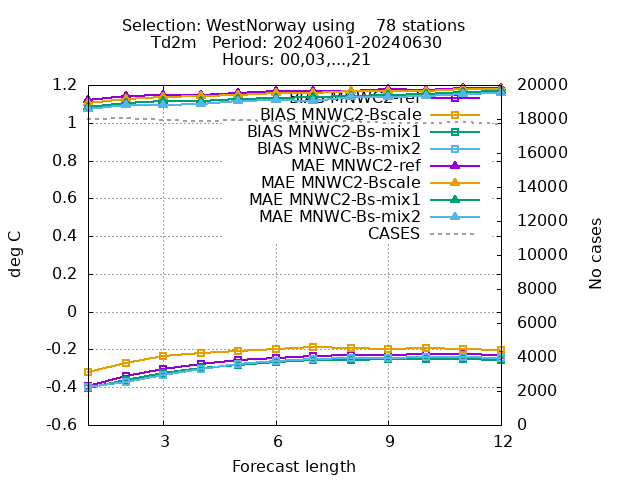 Selection: WestNorway using    78 stations
Td2m   Period: 20240601-20240630
Hours: 00,03,...,21
1.2
1
0.8
0.6
0.4
0.2
0
-0.2
-0.4
-0.6
deg C
20000
18000
16000
14000
12000
10000
8000
6000
4000
2000
0
No cases
BIAS MNWC2-ref
BIAS MNWC2-Bscale
BIAS MNWC2-Bs-mix1
BIAS MNWC-Bs-mix2
MAE MNWC2-ref
MAE MNWC2-Bscale
MAE MNWC2-Bs-mix1
MAE MNWC-Bs-mix2
CASES
3
6
9
12
Forecast length